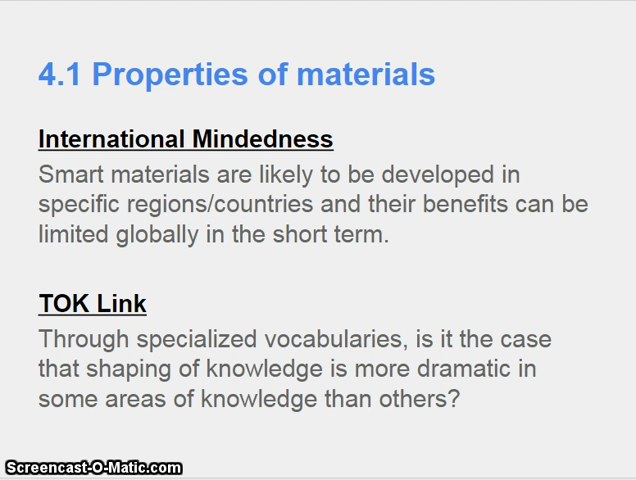 4.1 Properties of materials
International Mindedness
Smart materials are likely to be developed in
specific regions/countries and their benefits can be
limited globally in the short term.
TOK Link
Through specialized vocabularies, is it the case
that shaping of knowledge is more dramatic in
some areas of knowledge than others?
Screencast-O-Matic.com